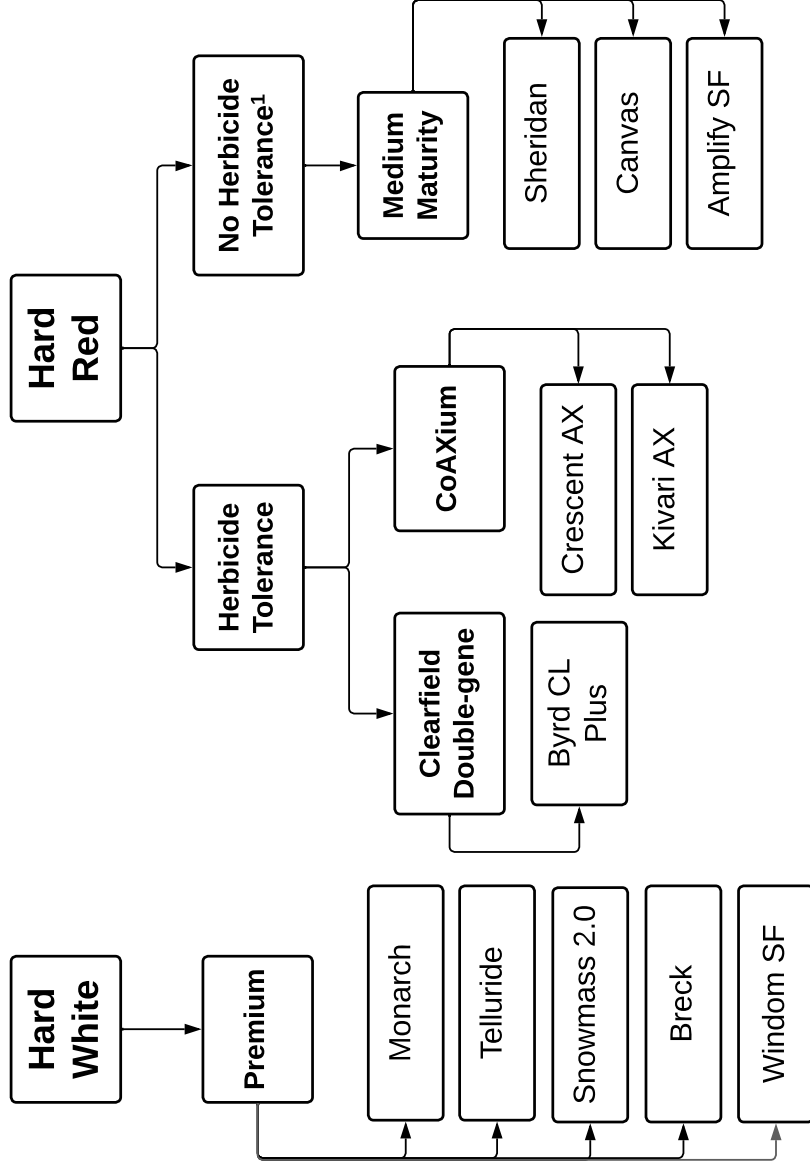 Hard
White
Premium
Monarch
Telluride
Snowmass 2.0
Breck
Windom SF
Hard
Red
Herbicide
Tolerance
Clearfield
Double-gene
Byrd CL
Plus
CoAXium
Crescent AX
Kivari AX
No Herbicide
Tolerance¹
Medium
Maturity
Sheridan
Canvas
Amplify SF